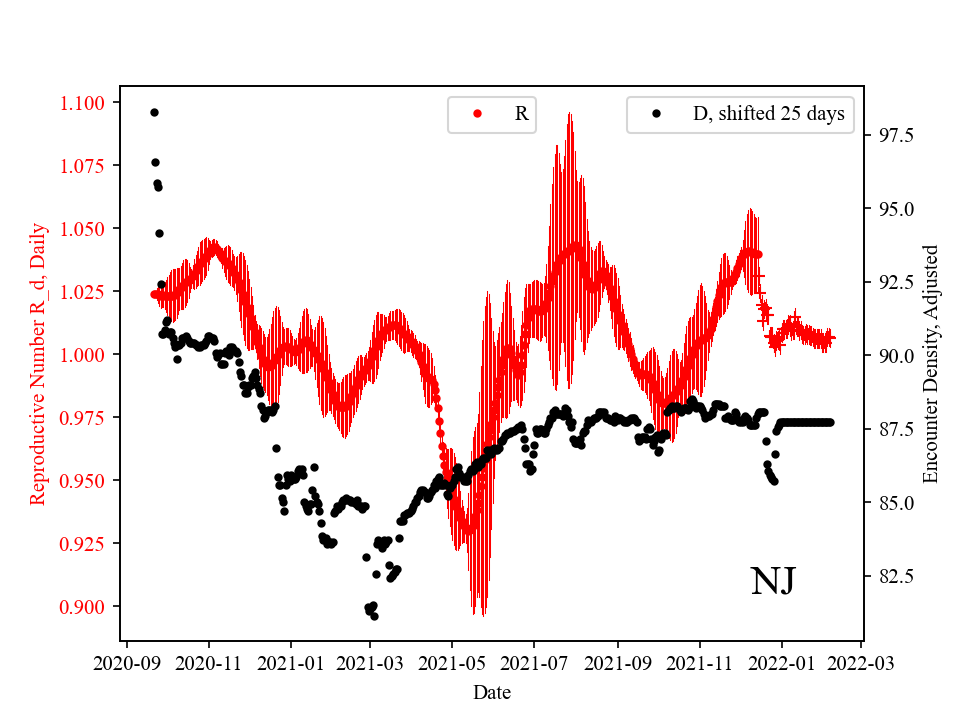 R
D, shifted 25 days
Reproductive Number R_d, Daily
1.100
1.075
1.050
1.025
1.000
0.975
0.950
0.925
0.900
97.5
95.0
92.5
90.0
87.5
85.0
82.5
Encounter Density, Adjusted
NJ
2020-09 2020-11 2021-01 2021-03 2021-05 2021-07 2021-09 2021-11 2022-01 2022-03
Date